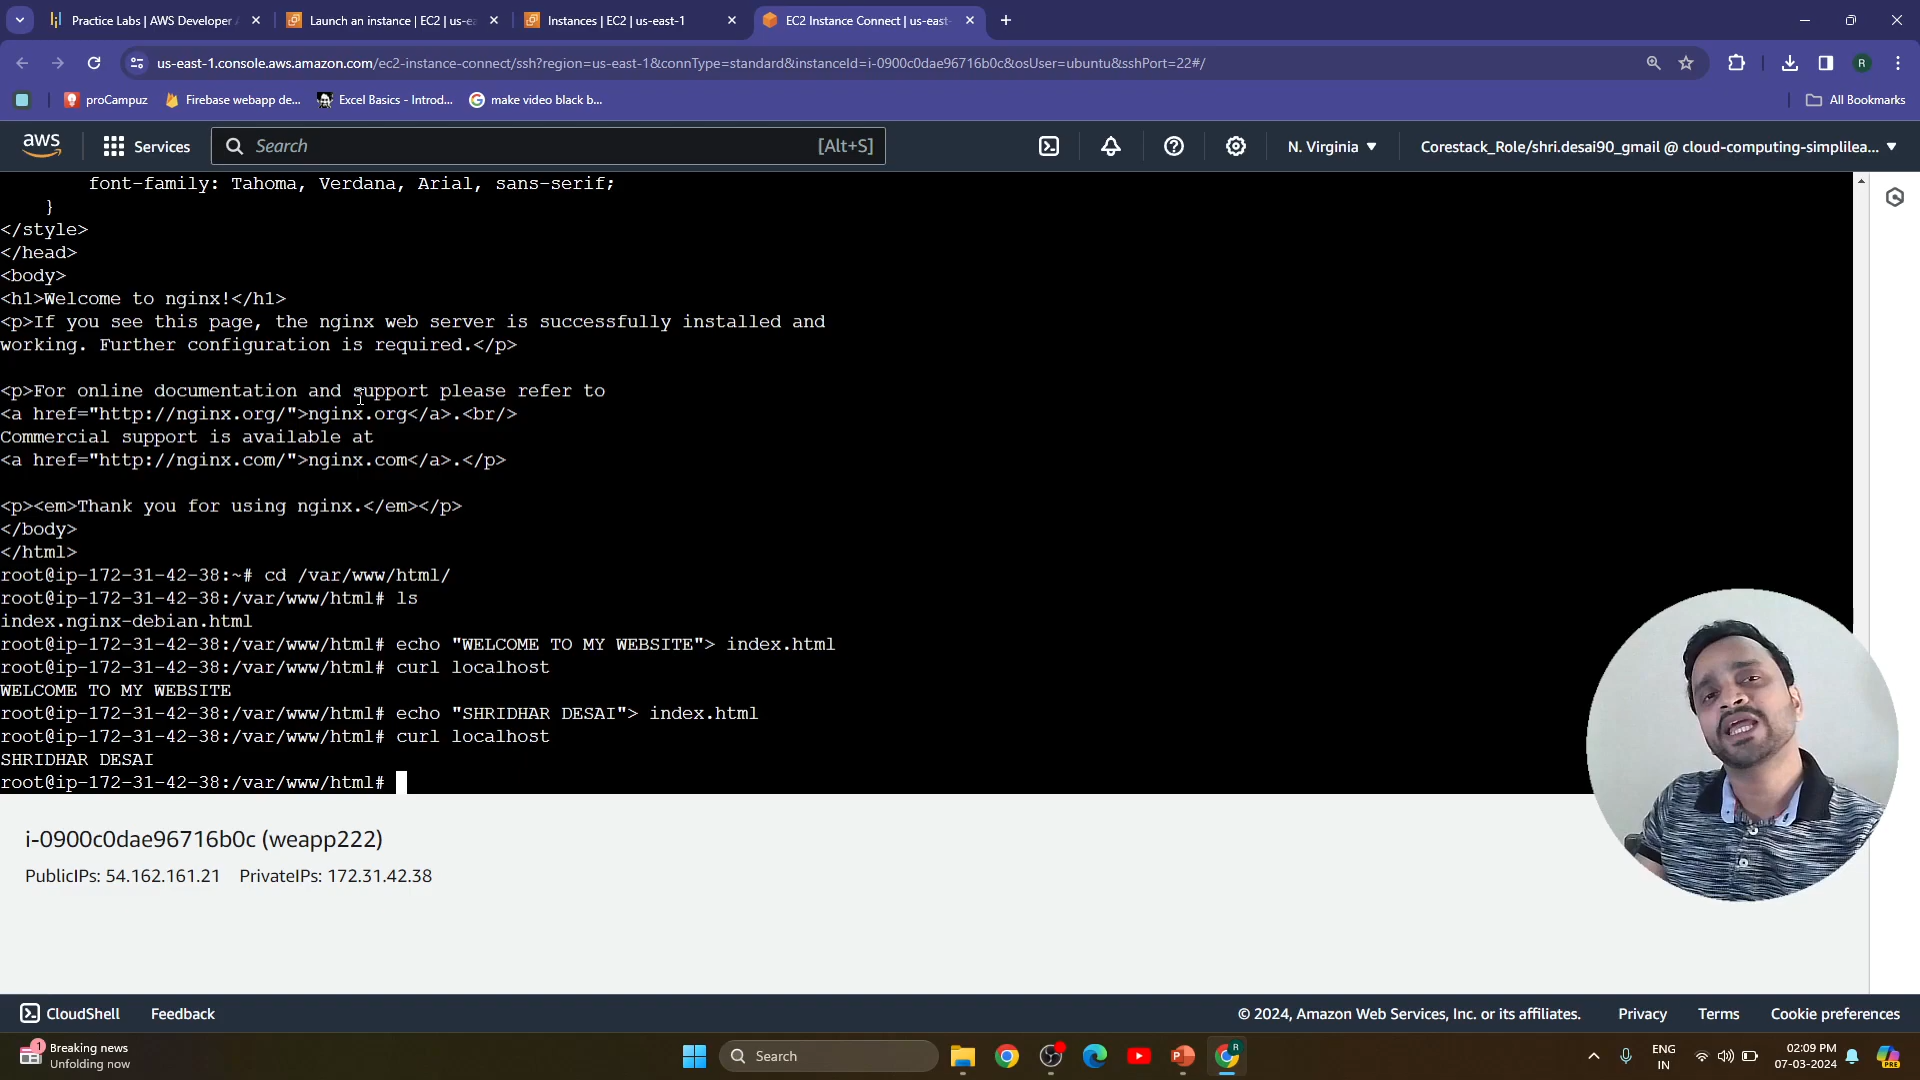 Practice Labs | AWS Developer
Launch an instance | EC2 | us-ea
Instances | EC2 | us-east-1
EC2 Instance Connect | us-east-
us-east-1.console.aws.amazon.com/ec2-instance-connect/ssh?region=us-east-1&connType=standard&instanceId=i-0900c0dae96716b0c&osUser=ubuntu&sshPort=22#/
R
proCampuz
Firebase webapp de...
Excel Basics - Introd...
make video black b...
All Bookmarks
aws
Services
Search
[Alt+S]
N. Virginia
Corestack_Role/shri.desai90_gmail @ cloud-computing-simplilea...
font-family: Tahoma, Verdana, Arial, sans-serif;
}
</style>
</head>
<body>
<h1>Welcome to nginx!</h1>
<p>If you see this page, the nginx web server is successfully installed and
working. Further configuration is required.</p>
<p>For online documentation and support please refer to
<a href="http://nginx.org/">nginx.org</a>.<br/>
Commercial support is available at
<a href="http://nginx.com/">nginx.com</a>.</p>
<p><em>Thank you for using nginx.</em></p>
</body>
</html>
root@ip-172-31-42-38:~# cd /var/www/html/
root@ip-172-31-42-38:/var/www/html# ls
index.nginx-debian.html
root@ip-172-31-42-38:/var/www/html# echo "WELCOME TO MY WEBSITE"> index.html
root@ip-172-31-42-38:/var/www/html# curl localhost
WELCOME TO MY WEBSITE
root@ip-172-31-42-38:/var/www/html# echo "SHRIDHAR DESAI"> index.html
root@ip-172-31-42-38:/var/www/html# curl localhost
SHRIDHAR DESAI
root@ip-172-31-42-38:/var/www/html#
i-0900c0dae96716b0c (weapp222)
PublicIPs: 54.162.161.21 PrivateIPs: 172.31.42.38
CloudShell
Feedback
© 2024, Amazon Web Services, Inc. or its affiliates.
Privacy
Terms
Cookie preferences
1
Breaking news
Unfolding now
Search
R
ENG
IN
02:09 PM
07-03-2024
PRE